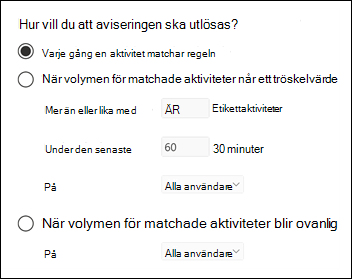 Hur vill du att aviseringen ska utlösas?
Varje gång en aktivitet matchar regeln
När volymen för matchade aktiviteter når ett tröskelvärde
Mer än eller lika med ÄR Etikettaktiviteter
Under den senaste 60 30 minuter
På Alla användare
När volymen för matchade aktiviteter blir ovanlig
På Alla användare